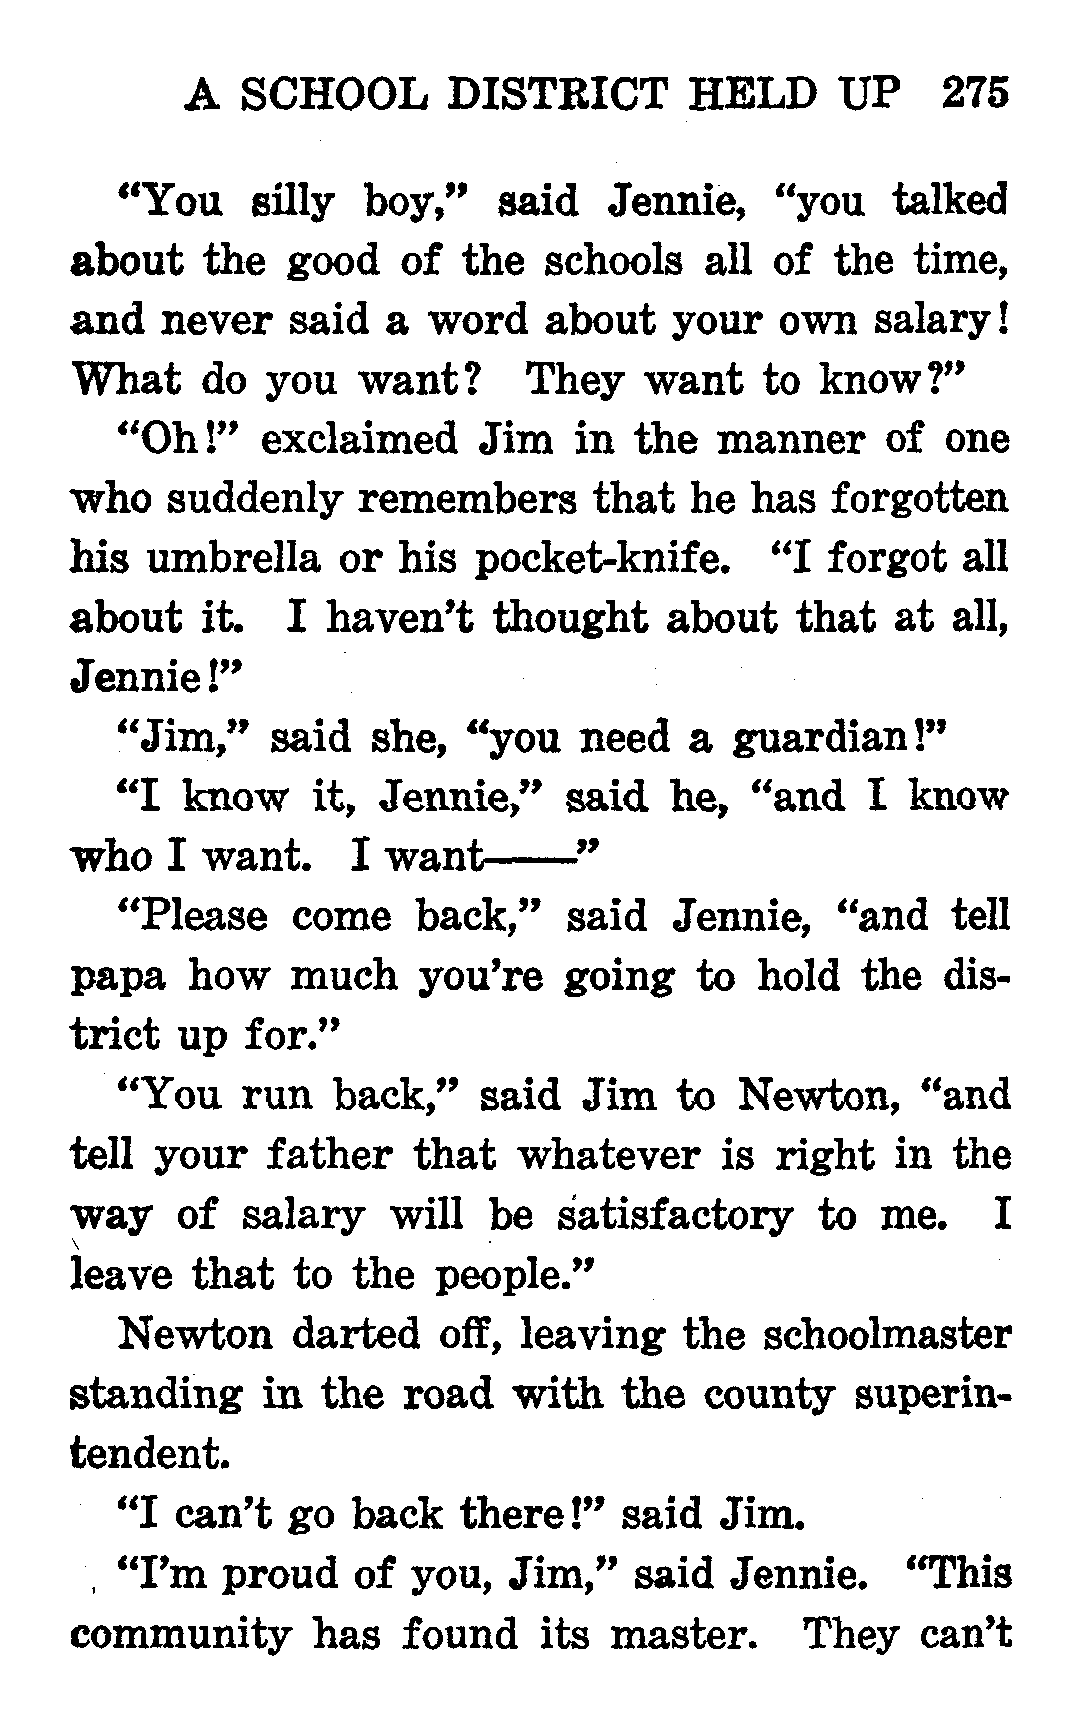 A SCHOOL DISTRICT HELD UP 275
“You silly boy,” said Jennie, “you talked
about the good of the schools all of the time,
and never said a word about your own salary!
What do you want? They want to know?”
“Oh!” exclaimed Jim in the manner of one
who suddenly remembers that he has forgotten
his umbrella or his pocket-knife. “I forgot all
about it. I haven’t thought about that at all,
Jennie!”
“Jim,” said she, “you need a guardian!”
“I know it, Jennie,” said he, “and I know
who I want. I want——”
“Please come back,” said Jennie, “and tell
papa how much you’re going to hold the dis-
trict up for.”
“You run back,” said Jim to Newton, “and
tell your father that whatever is right in the
way of salary will be satisfactory to me. I
leave that to the people.”
Newton darted off, leaving the schoolmaster
standing in the road with the county superin-
tendent.
“I can’t go back there!” said Jim.
“I’m proud of you, Jim,” said Jennie. “This
community has found its master. They can’t